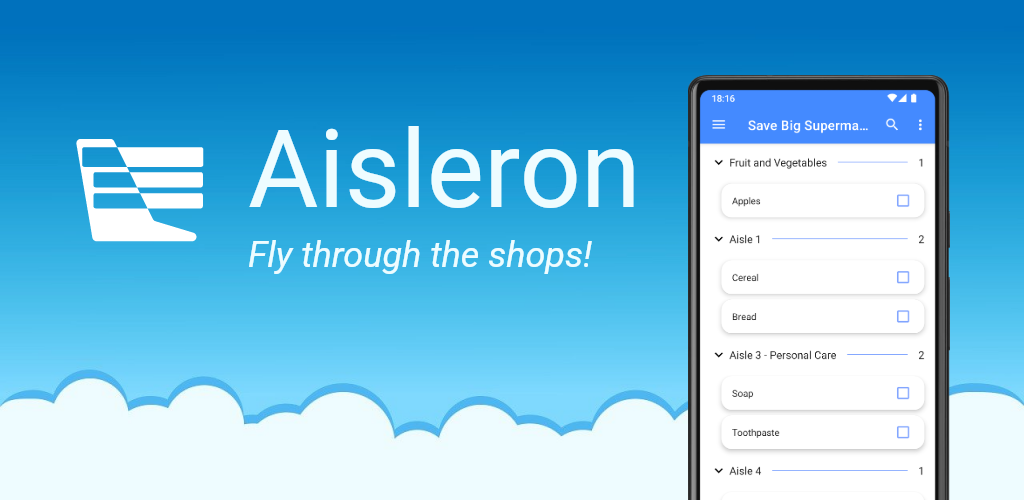 Aisleron
Fly through the shops!
18:16
Save Big Superma...
Fruit and Vegetables 1
Apples
Aisle 1 2
Cereal
Bread
Aisle 3 - Personal Care 2
Soap
Toothpaste
Aisle 4 1